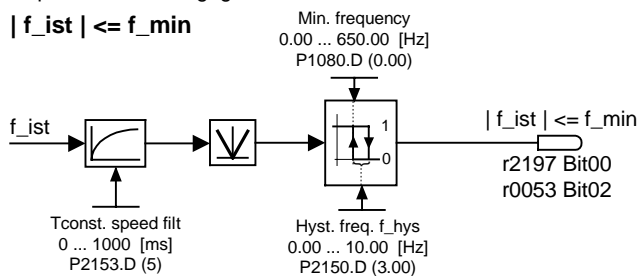 | f_ist | <= f_min
Min. frequency
0.00 ... 650.00 [Hz]
P1080.D (0.00)
f_ist
1
0
| f_ist | <= f_min
r2197 Bit00
r0053 Bit02
Tconst. speed filt
0 ... 1000 [ms]
P2153.D (5)
Hyst. freq. f_hys
0.00 ... 10.00 [Hz]
P2150.D (3.00)